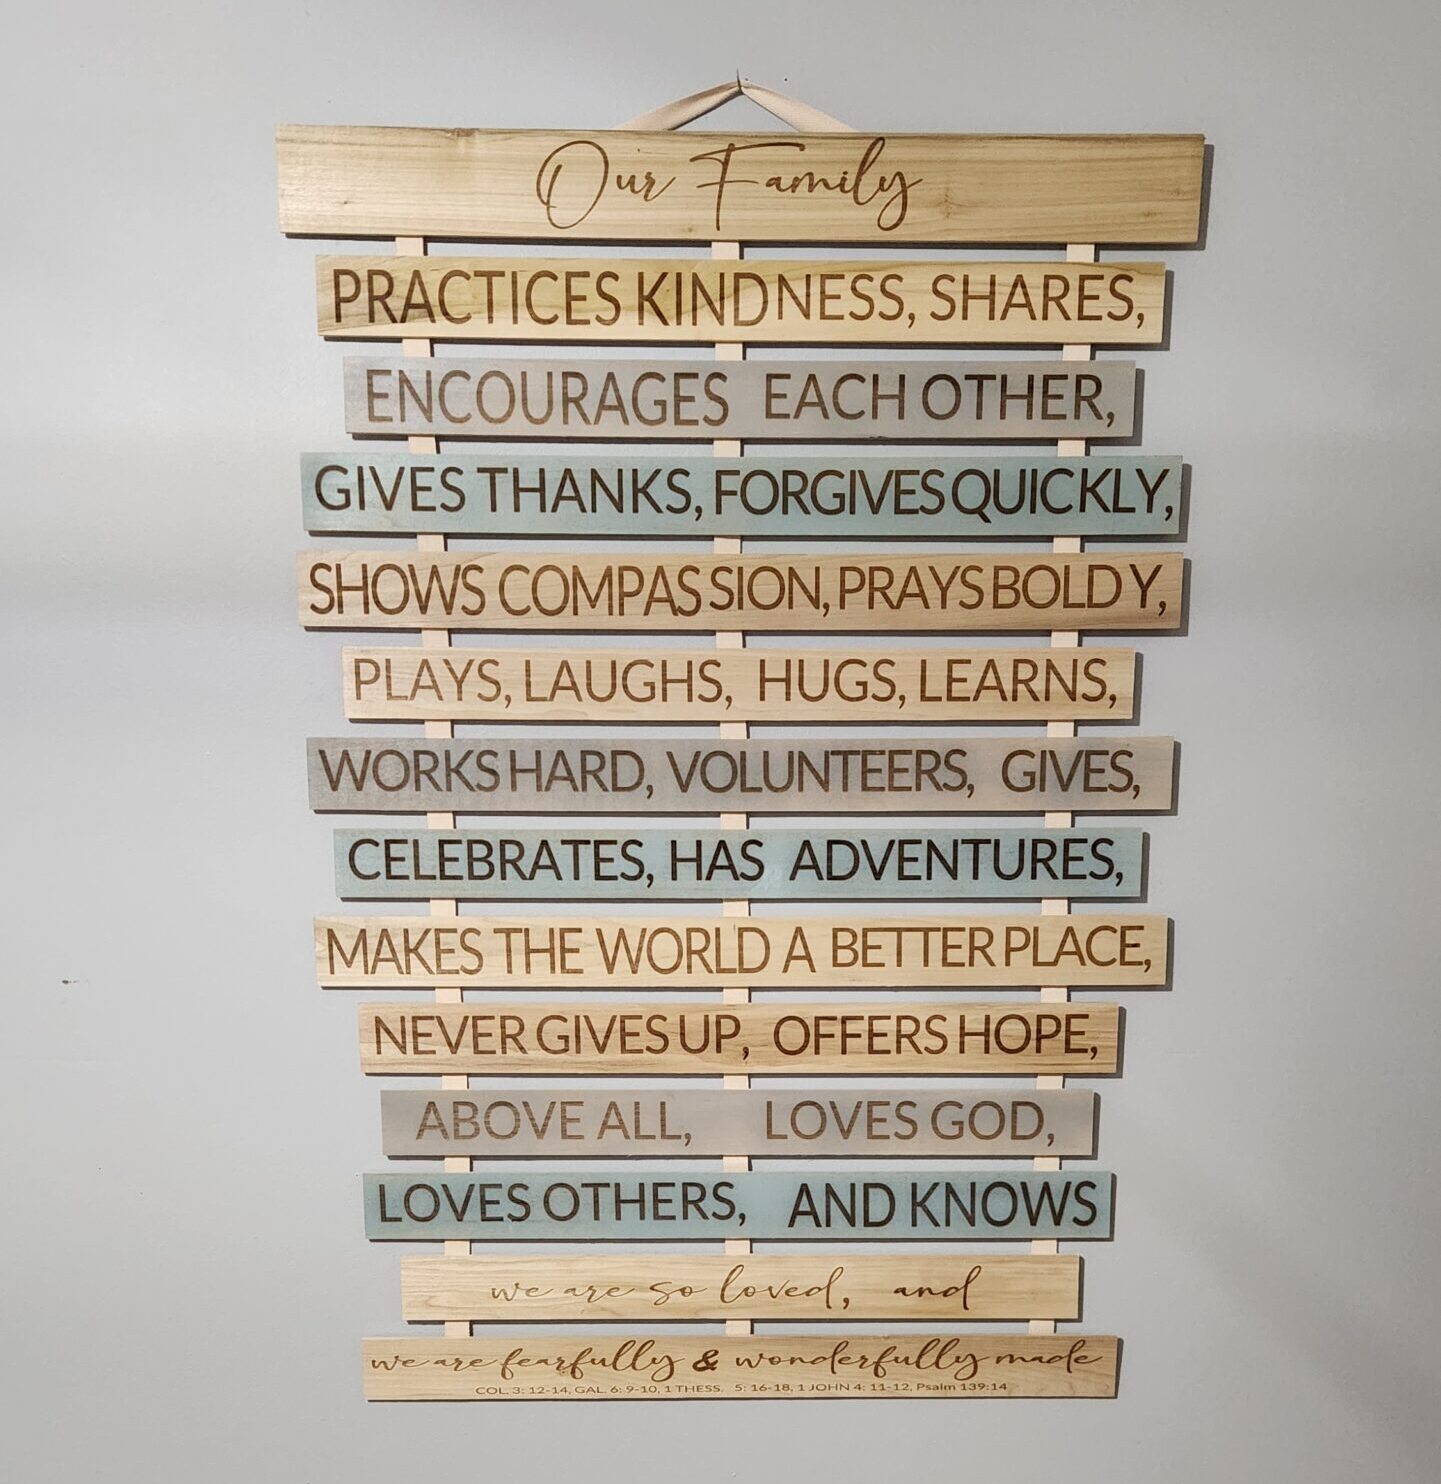 Our Family
PRACTICES KINDNESS, SHARES,
ENCOURAGES EACH OTHER,
GIVES THANKS, FORGIVES QUICKLY,
SHOWS COMPASSION, PRAYS BOLDY,
PLAYS, LAUGHS, HUGS, LEARNS,
WORKS HARD, VOLUNTEERS, GIVES,
CELEBRATES, HAS ADVENTURES,
MAKES THE WORLD A BETTER PLACE,
NEVER GIVES UP, OFFERS HOPE,
ABOVE ALL, LOVES GOD,
LOVES OTHERS, AND KNOWS
we are so loved, and
we are fearfully & wonderfully made
COL. 3: 12-14, GAL. 6: 9-10, 1 THESS. 5: 16-18, 1 JOHN 4: 11-12, Psalm 139:14